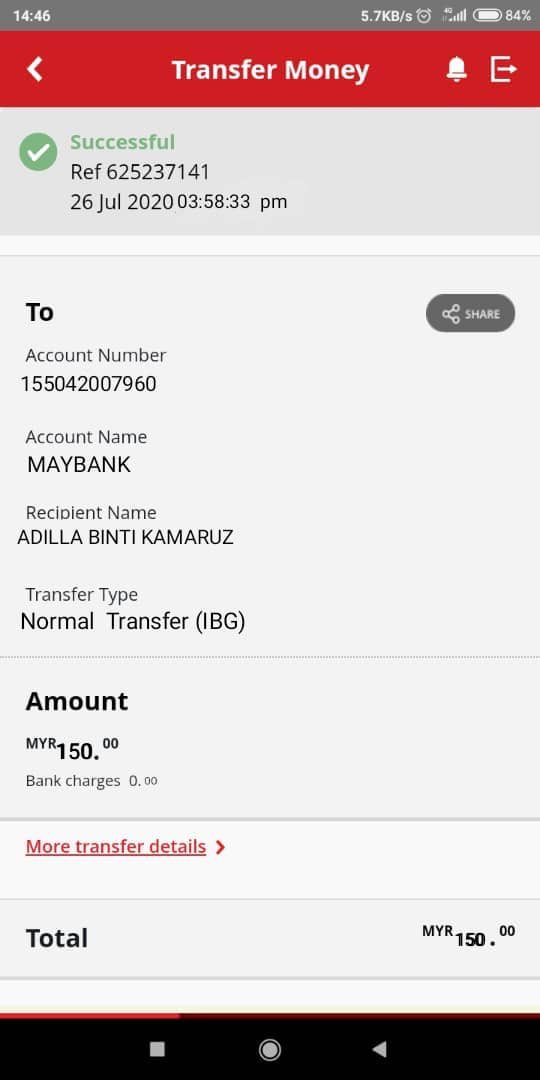 14:46 5.7KB/s 4G 84%
Transfer Money
Successful
Ref 625237141
26 Jul 2020 03:58:33 pm
To
SHARE
Account Number
155042007960
Account Name
MAYBANK
Recipient Name
ADILLA BINTI KAMARUZ
Transfer Type
Normal Transfer (IBG)
Amount
MYR150.00
Bank charges 0.00
More transfer details
Total MYR150.00